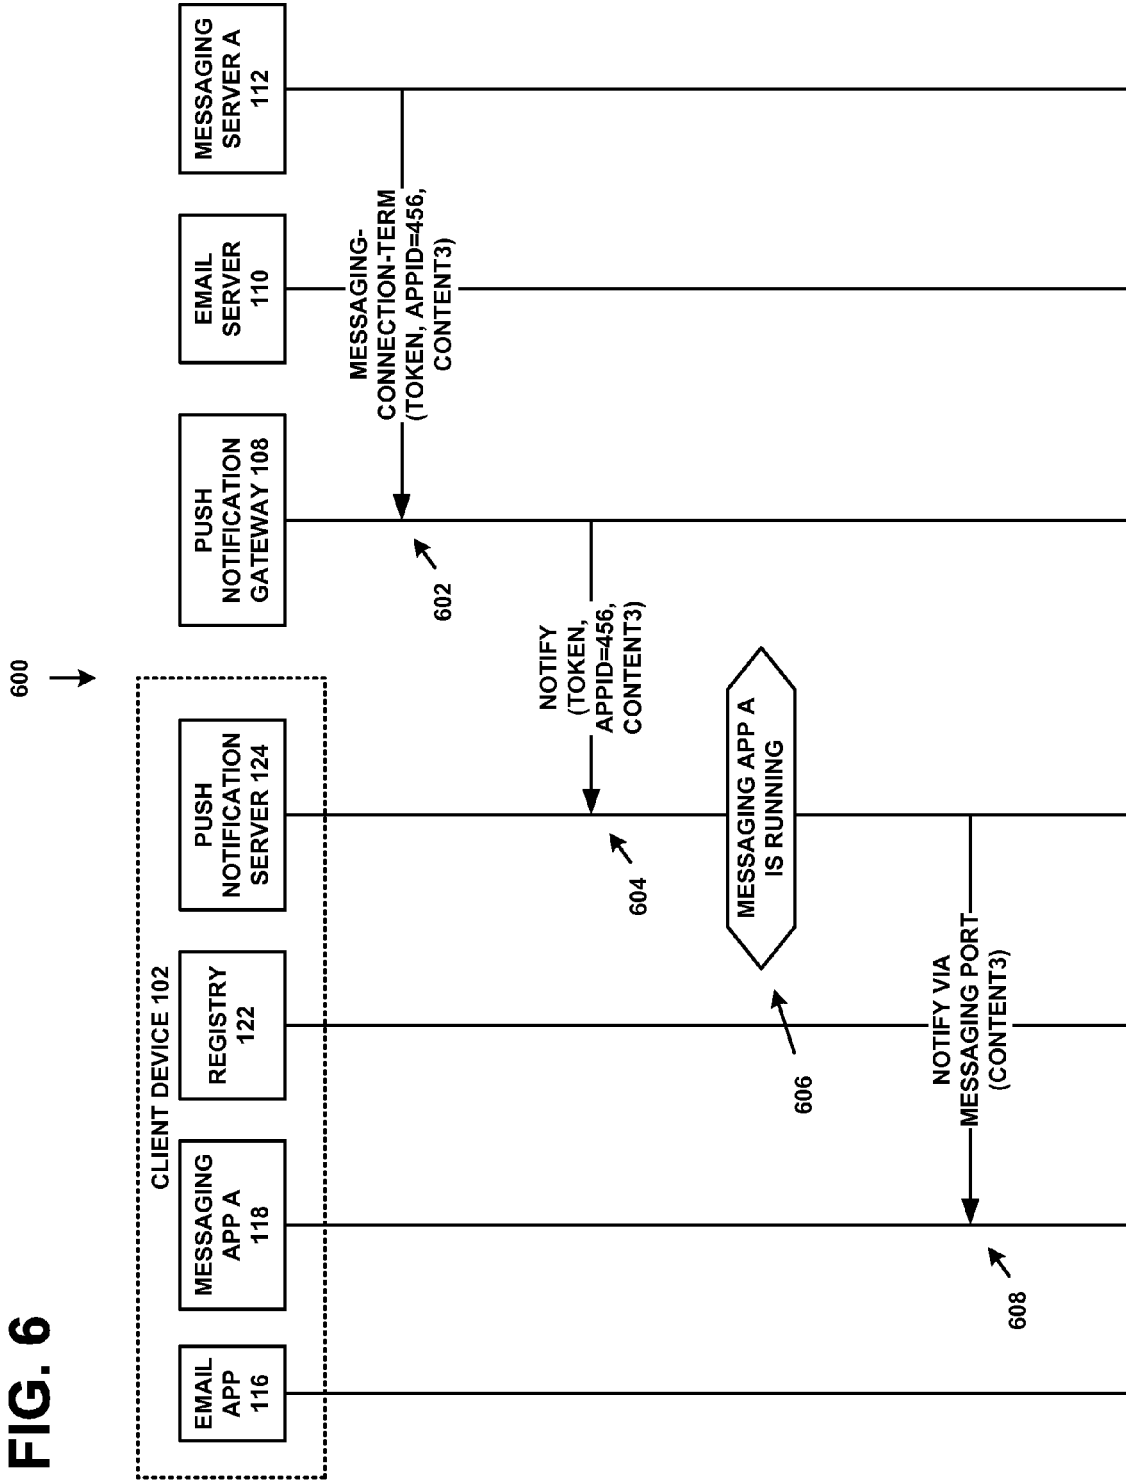 FIG. 6
600
CLIENT DEVICE 102
EMAIL
APP
116
MESSAGING
APP A
118
REGISTRY
122
PUSH
NOTIFICATION
SERVER 124
PUSH
NOTIFICATION
GATEWAY 108
EMAIL
SERVER
110
MESSAGING
SERVER A
112
MESSAGING-
CONNECTION-TERM
(TOKEN, APPID=456,
CONTENT3)
602
NOTIFY
(TOKEN,
APPID=456,
CONTENT3)
604
MESSAGING APP A
IS RUNNING
606
NOTIFY VIA
MESSAGING PORT
(CONTENT3)
608